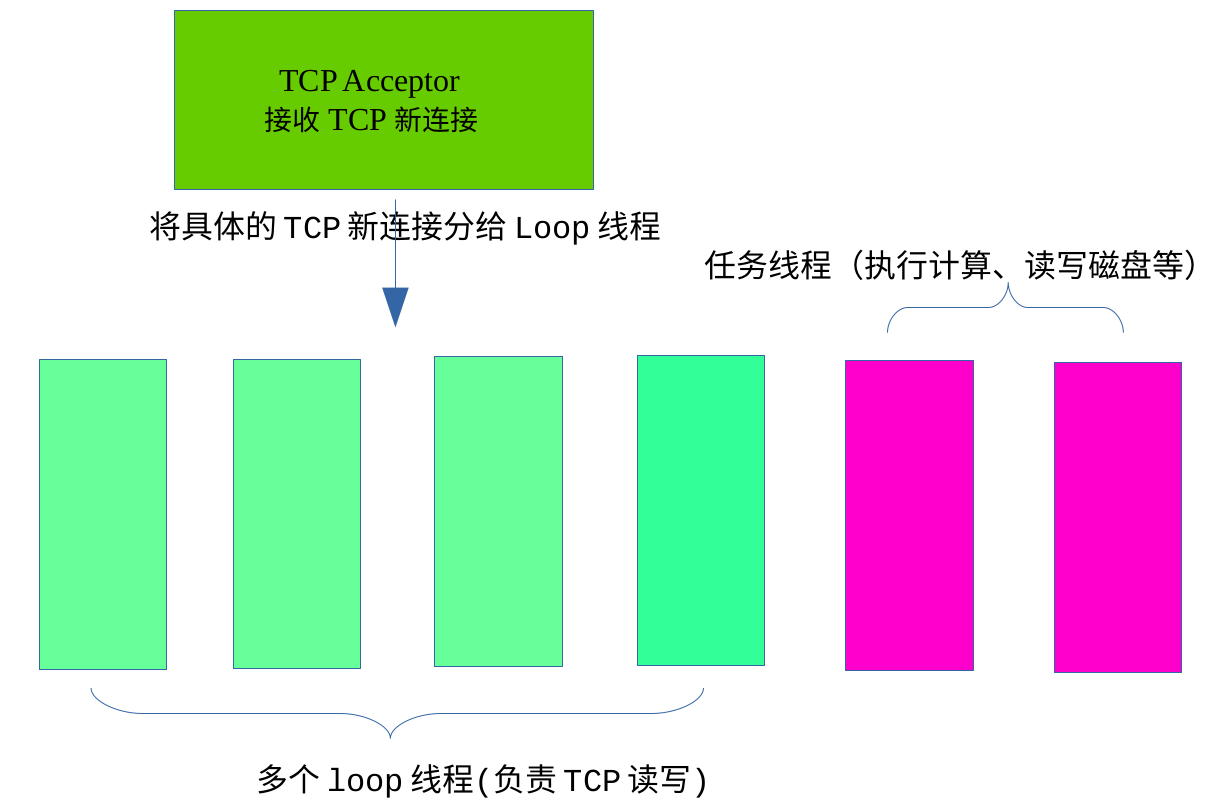 TCP Acceptor
接收 TCP 新连接
将具体的 TCP 新连接分给 Loop 线程
任务线程（执行计算、读写磁盘等）
多个 loop 线程(负责 TCP 读写)